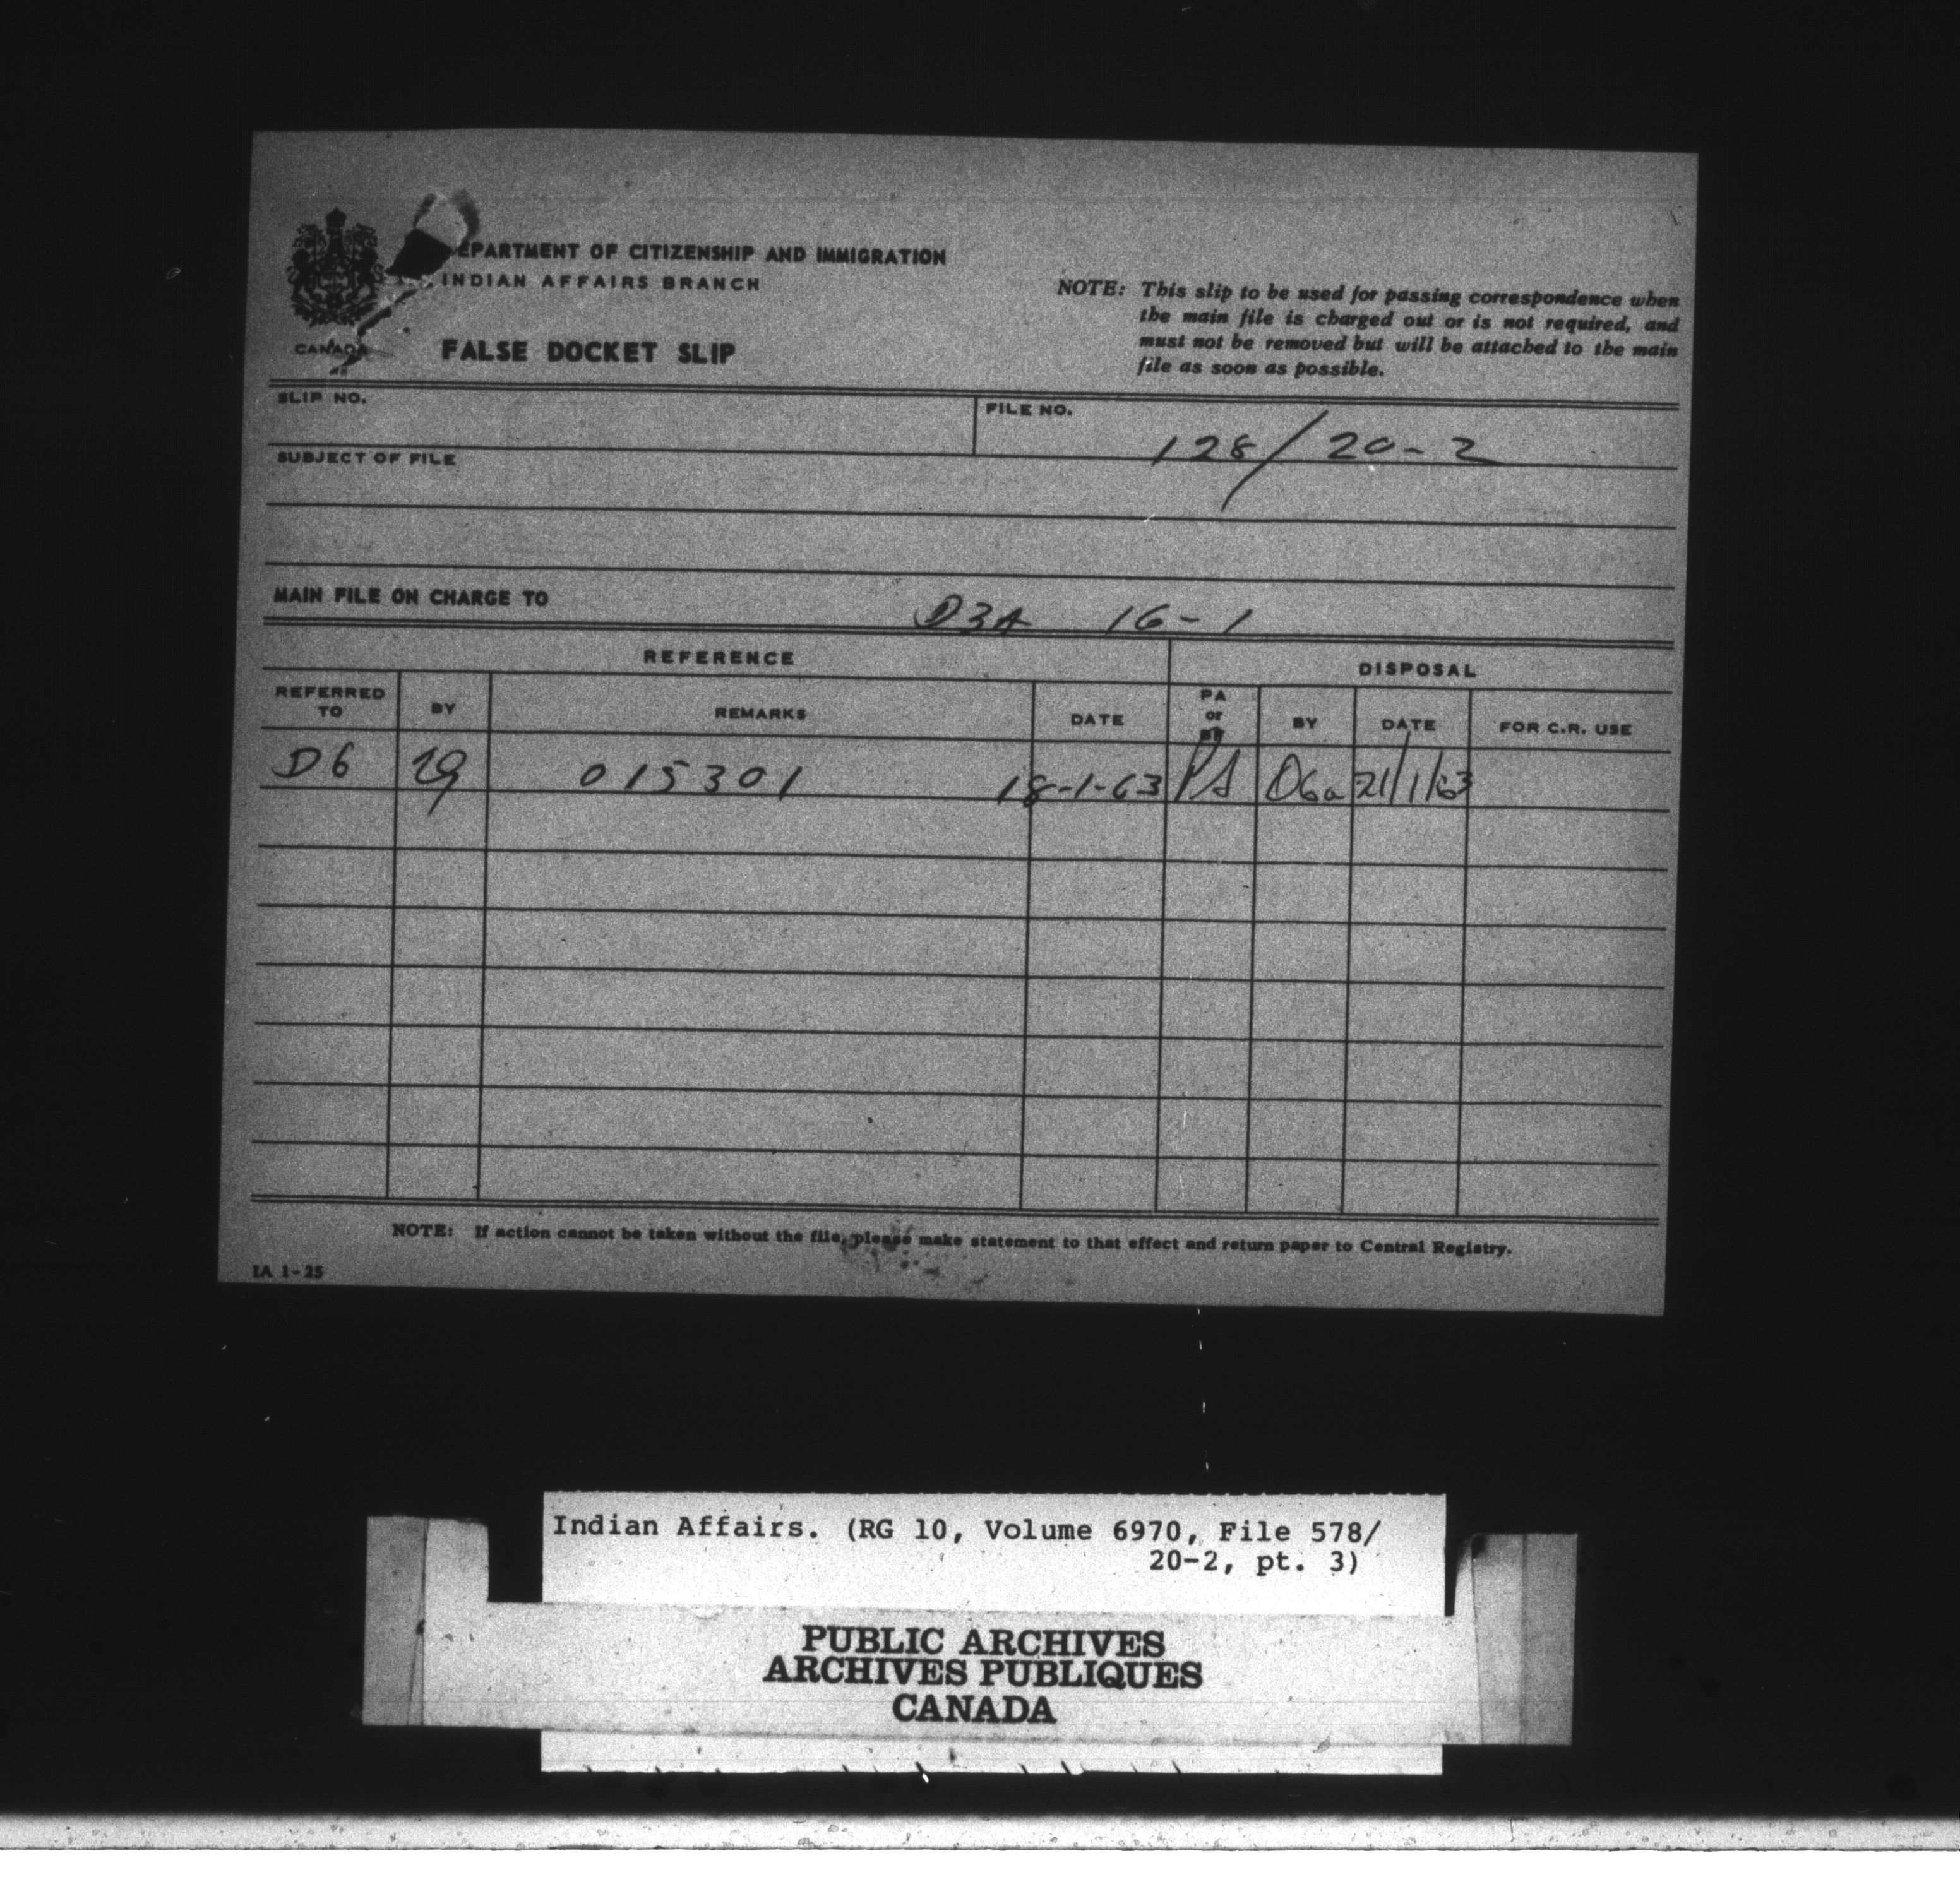 EPARTMENT OF CITIZENSHIP AND IMMIGRATION
INDIAN AFFAIRS BRANCH
CANADA
FALSE DOCKET SLIP
NOTE: This slip to be used for passing correspondence when
the main file is charged out or is not required, and
must not be removed but will be attached to the main
file as soon as possible.
SLIP NO.
FILE NO.
128/20-2
SUBJECT OF FILE
MAIN FILE ON CHARGE TO
D3A 16-1
REFERENCE
DISPOSAL
REFERRED TO
BY
REMARKS
DATE
PA or BF
BY
DATE
FOR C.R. USE
D6 015301 18-1-63 PA D6a 21/1/63
NOTE: If action cannot be taken without the file, please make statement to that effect and return paper to Central Registry.
IA 1-25
Indian Affairs. (RG 10, Volume 6970, File 578/
20-2, pt. 3)
PUBLIC ARCHIVES
ARCHIVES PUBLIQUES
CANADA